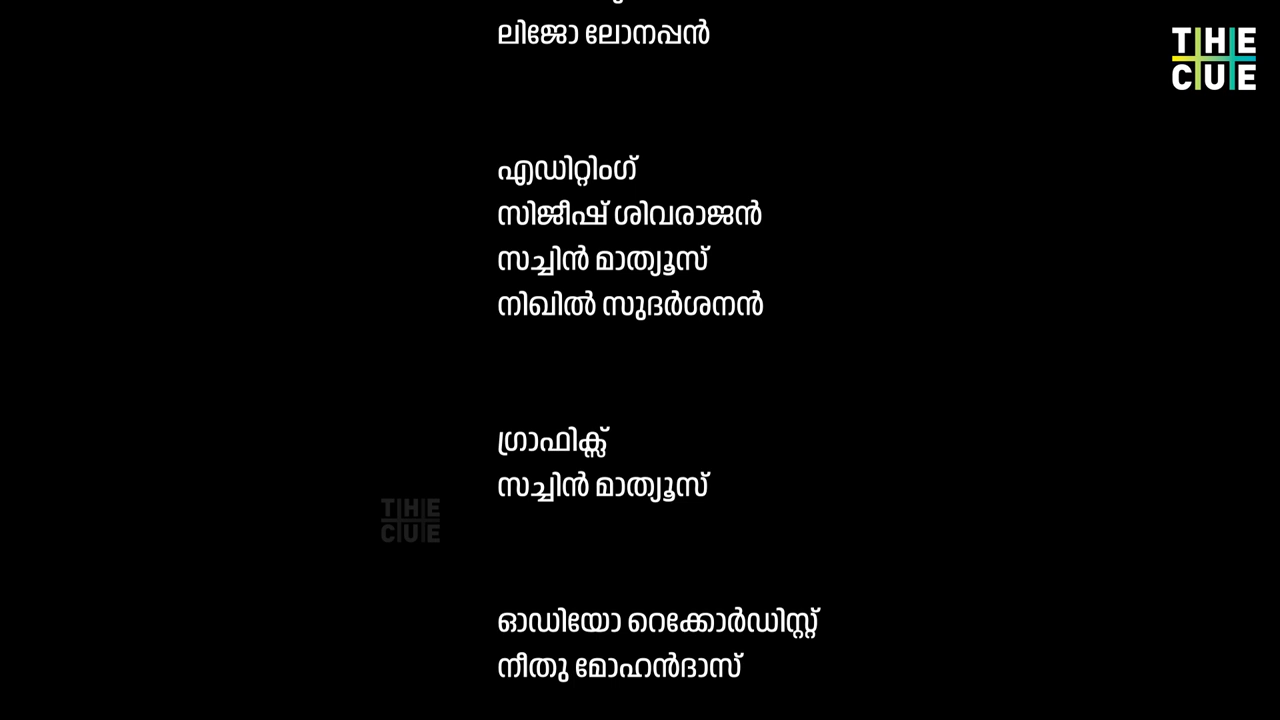 ലിജോ ലോനപ്പൻ
THE
CUE
എഡിറ്റിംഗ്
സിജീഷ് ശിവരാജൻ
സച്ചിൻ മാത്യൂസ്
നിഖിൽ സുദർശനൻ
ഗ്രാഫിക്സ്
സച്ചിൻ മാത്യൂസ്
THE
CUE
ഓഡിയോ റെക്കോർഡിസ്റ്റ്
നീതു മോഹൻദാസ്